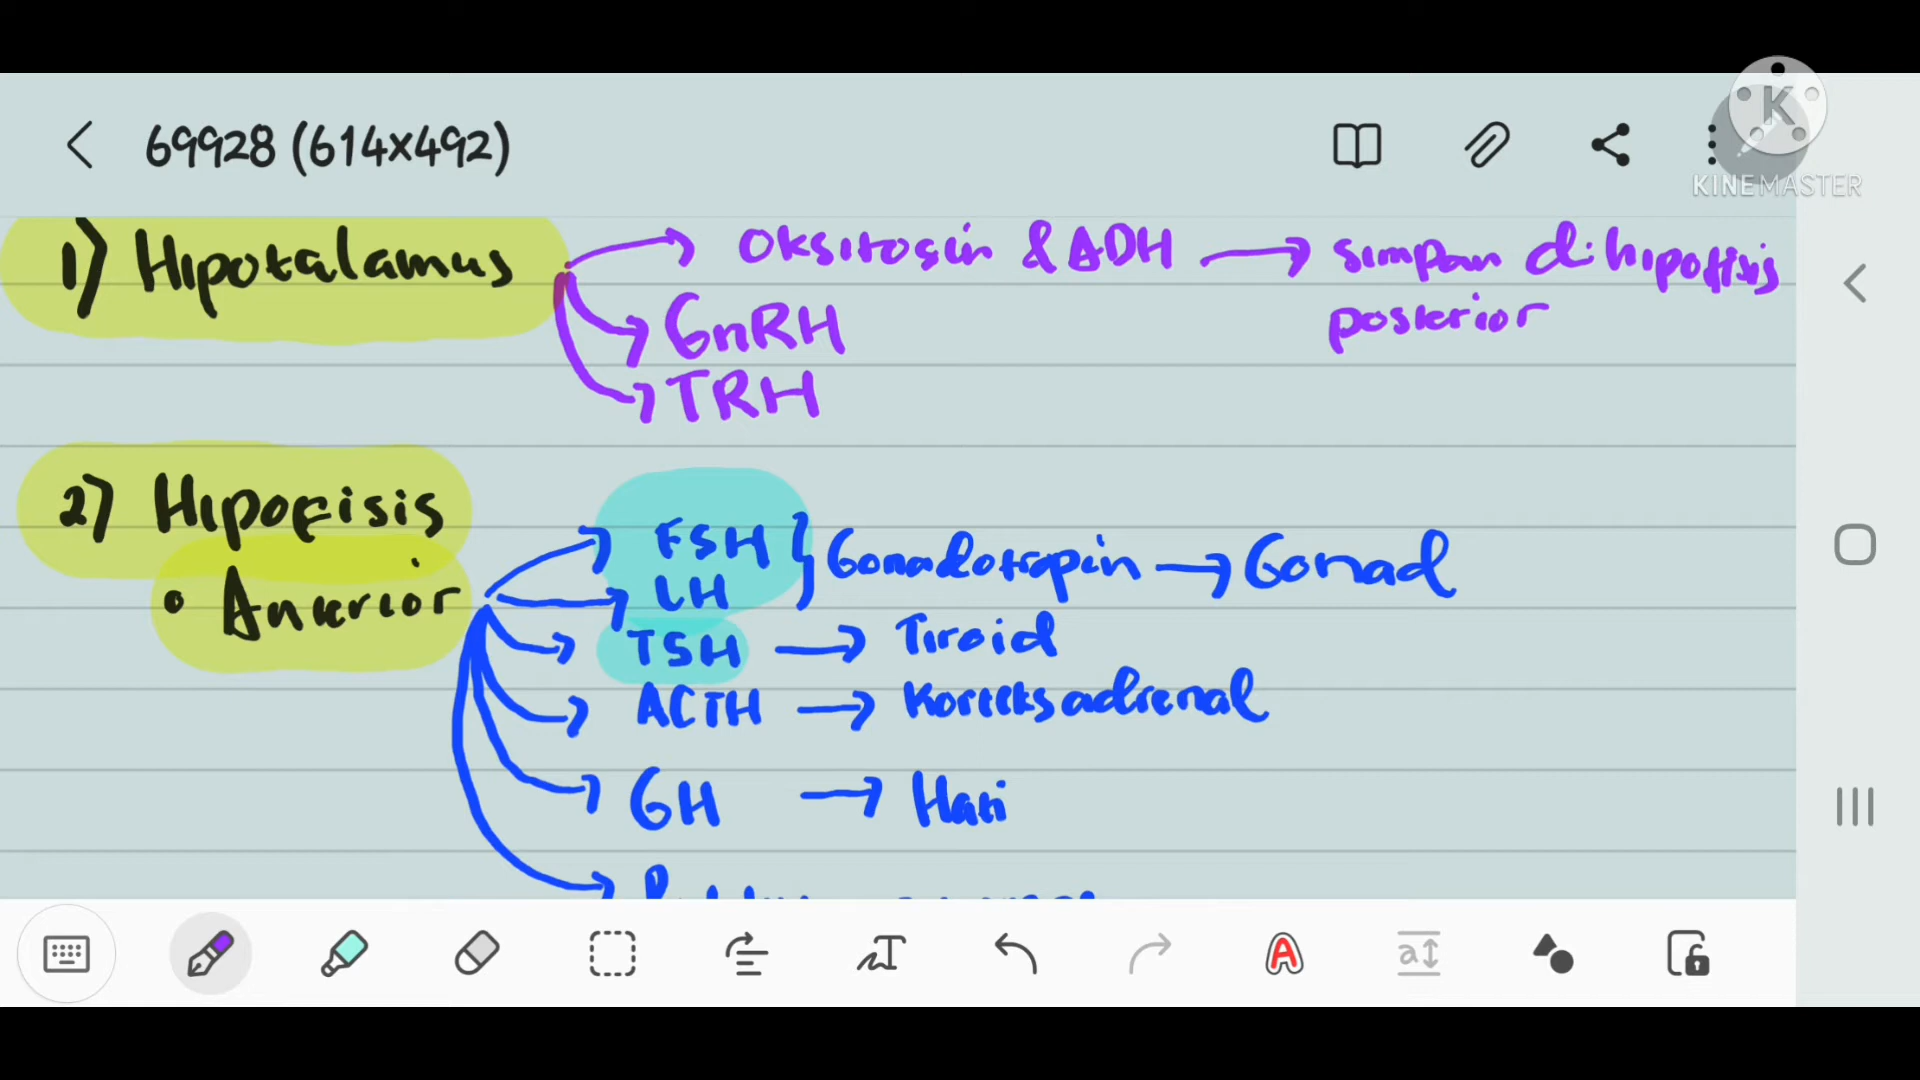 69928 (614x492)
KINEMASTER
1) Hipotalamus
Oksitosin & ADH → simpan di hipofisis
posterior
GnRH
TRH
2) Hipofisis
• Anterior
FSH } Gonadotropin → Gonad
LH
TSH → Tiroid
ACTH → Korteks adrenal
GH → Hati